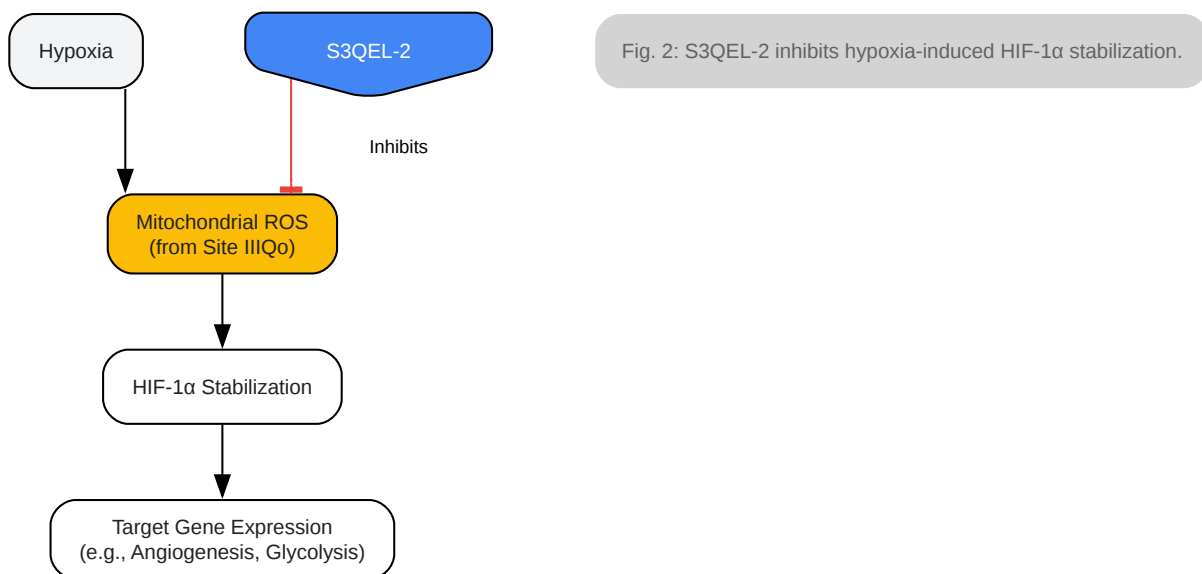 Hypoxia
S3QEL-2
Fig. 2: S3QEL-2 inhibits hypoxia-induced HIF-1α stabilization.
Inhibits
Mitochondrial ROS
(from Site IIIQo)
HIF-1α Stabilization
Target Gene Expression
(e.g., Angiogenesis, Glycolysis)